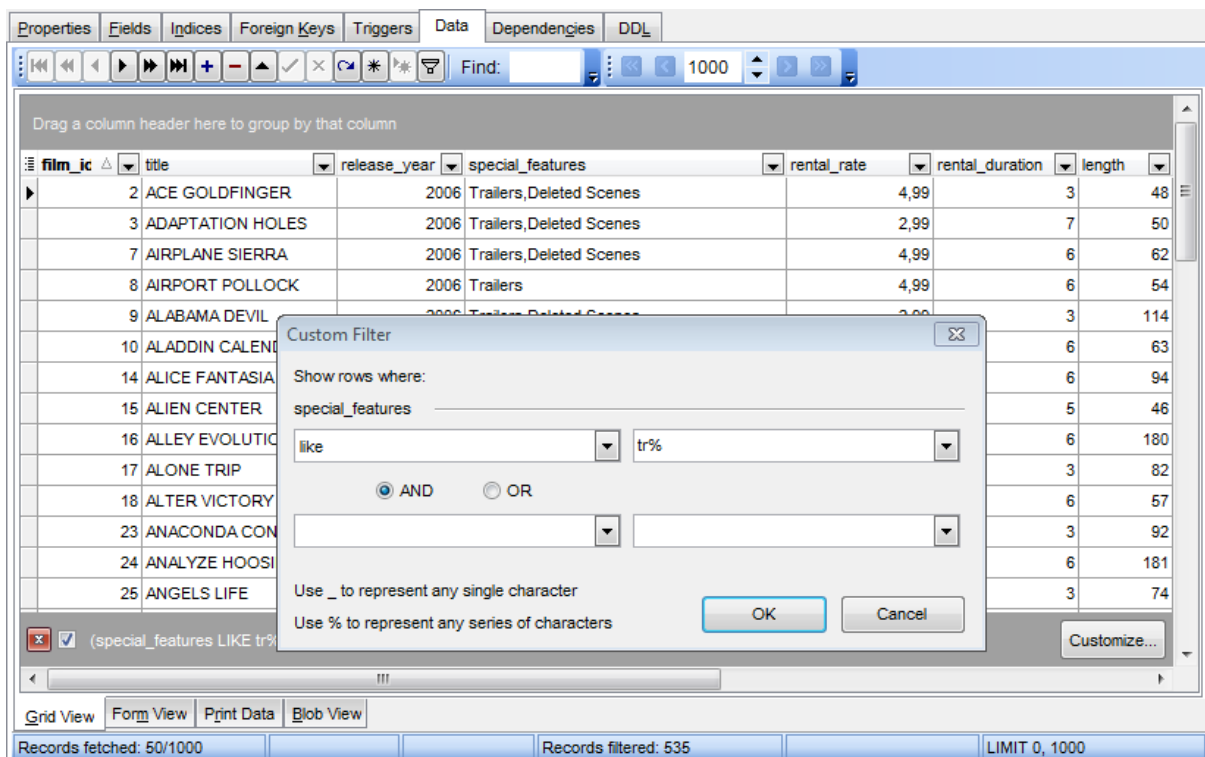 Properties Fields Indices Foreign Keys Triggers Data Dependencies DDL
Find: 1000
Drag a column header here to group by that column
film_id title release_year special_features rental_rate rental_duration length
2 ACE GOLDFINGER 2006 Trailers,Deleted Scenes 4,99 3 48
3 ADAPTATION HOLES 2006 Trailers,Deleted Scenes 2,99 7 50
7 AIRPLANE SIERRA 2006 Trailers,Deleted Scenes 4,99 6 62
8 AIRPORT POLLOCK 2006 Trailers 4,99 6 54
9 ALABAMA DEVIL 2006 Trailers,Deleted Scenes 2,99 3 114
10 ALADDIN CALEND 6 63
14 ALICE FANTASIA 6 94
15 ALIEN CENTER 5 46
16 ALLEY EVOLUTIO 6 180
17 ALONE TRIP 3 82
18 ALTER VICTORY 6 57
23 ANACONDA CON 3 92
24 ANALYZE HOOSI 6 181
25 ANGELS LIFE 3 74
Custom Filter
Show rows where:
special_features
like tr%
AND OR
Use _ to represent any single character
Use % to represent any series of characters
OK Cancel
(special_features LIKE tr% Customize...
Grid View Form View Print Data Blob View
Records fetched: 50/1000 Records filtered: 535 LIMIT 0, 1000